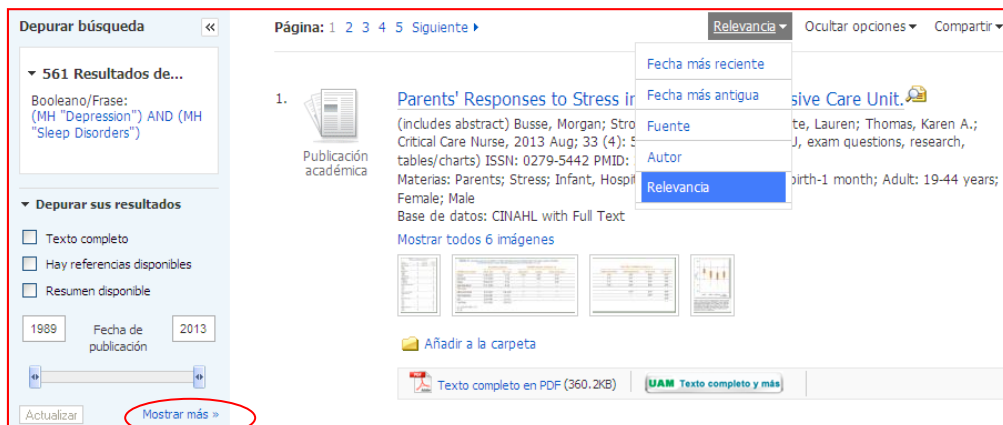 Depurar búsqueda «
561 Resultados de...
Booleano/Frase:
(MH "Depression") AND (MH
"Sleep Disorders")
Depurar sus resultados
Texto completo
Hay referencias disponibles
Resumen disponible
1989 Fecha de publicación 2013
Actualizar Mostrar más »
Página: 1 2 3 4 5 Siguiente
Relevancia Ocultar opciones Compartir
Fecha más reciente
Fecha más antigua
Fuente
Autor
Relevancia
1.
Publicación
académica
Parents' Responses to Stress in sive Care Unit.
(includes abstract) Busse, Morgan; Stro te, Lauren; Thomas, Karen A.;
Critical Care Nurse, 2013 Aug; 33 (4): , exam questions, research,
tables/charts) ISSN: 0279-5442 PMID:
Materias: Parents; Stress; Infant, Hospit birth-1 month; Adult: 19-44 years;
Female; Male
Base de datos: CINAHL with Full Text
Mostrar todos 6 imágenes
Añadir a la carpeta
Texto completo en PDF (360.2KB) UAM Texto completo y más